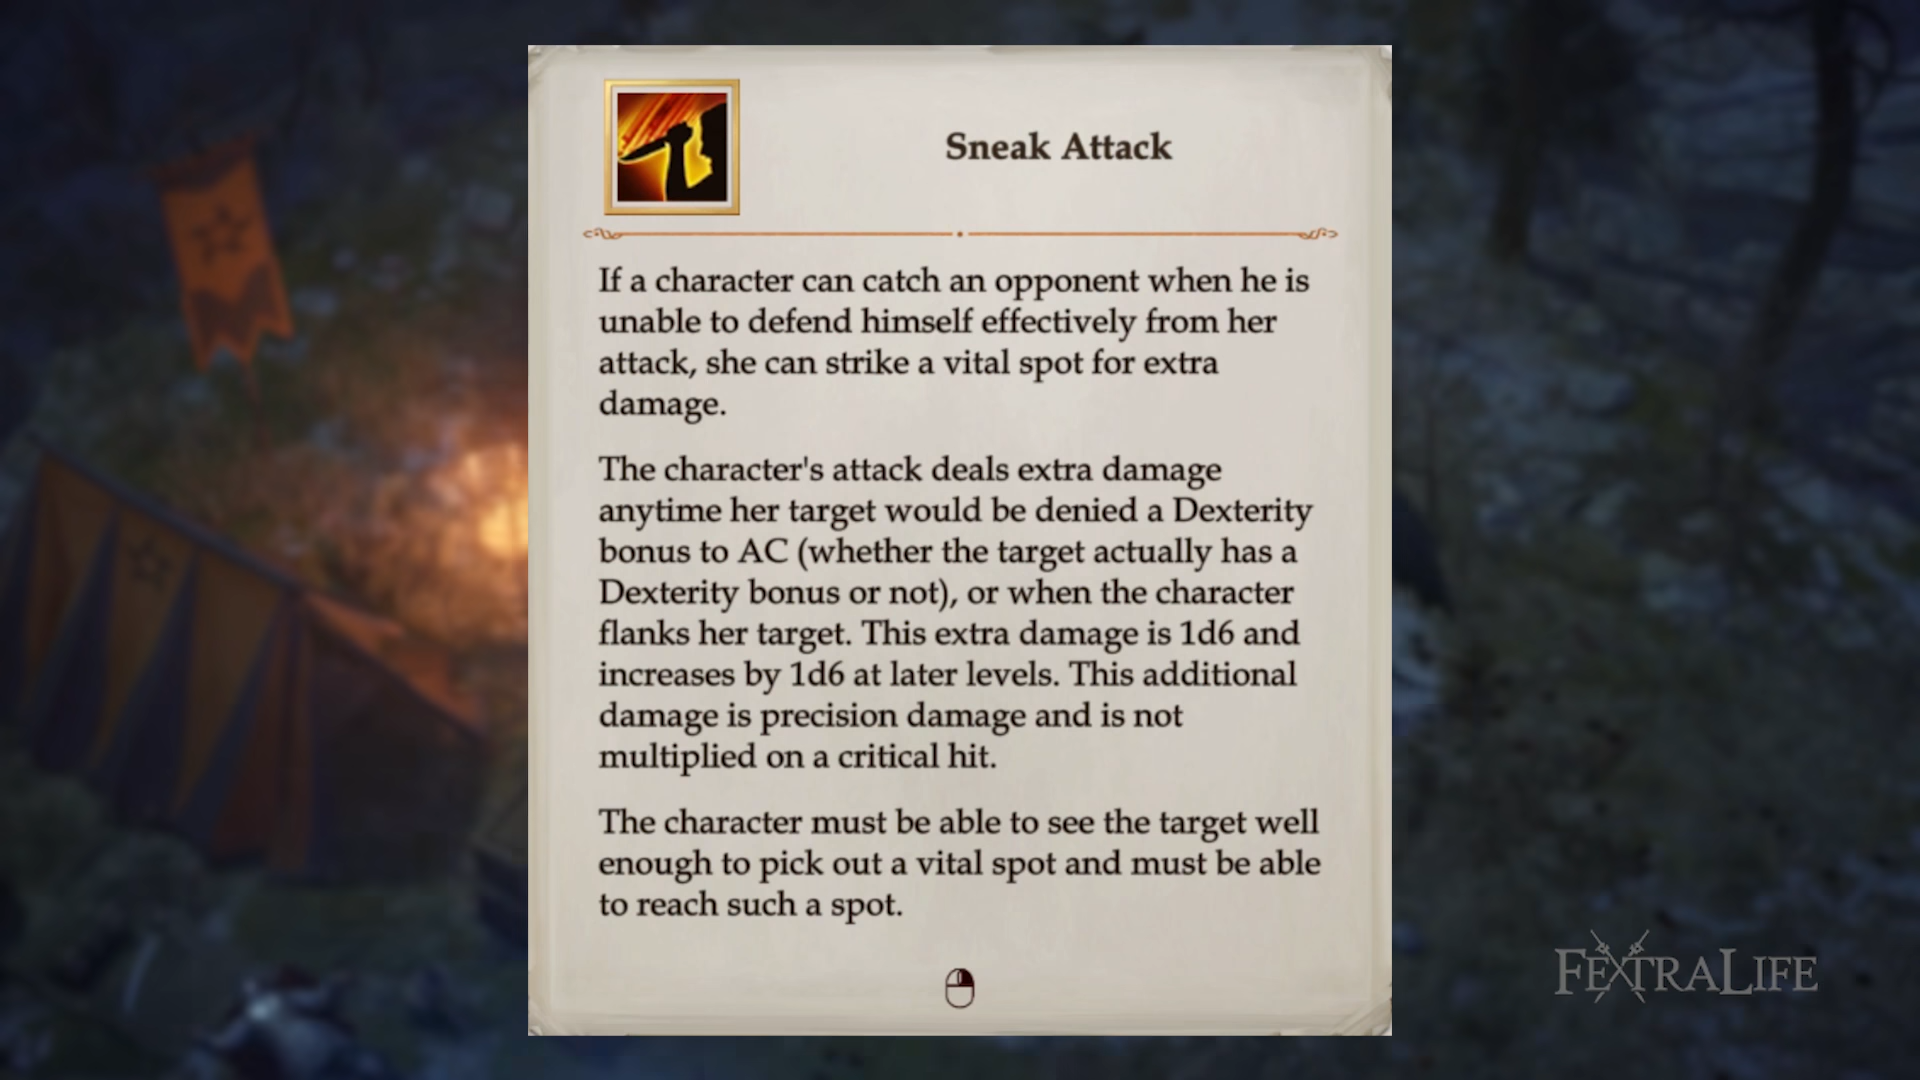 Sneak Attack
If a character can catch an opponent when he is
unable to defend himself effectively from her
attack, she can strike a vital spot for extra
damage.
The character's attack deals extra damage
anytime her target would be denied a Dexterity
bonus to AC (whether the target actually has a
Dexterity bonus or not), or when the character
flanks her target. This extra damage is 1d6 and
increases by 1d6 at later levels. This additional
damage is precision damage and is not
multiplied on a critical hit.
The character must be able to see the target well
enough to pick out a vital spot and must be able
to reach such a spot.
FEXTRALIFE